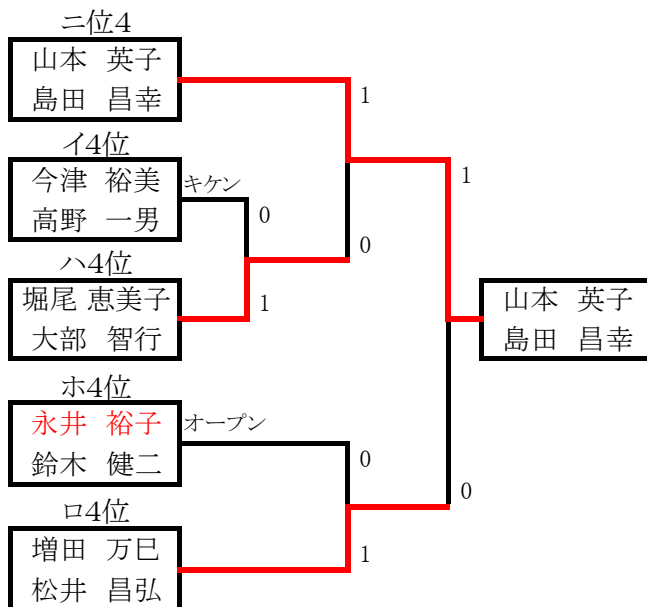 ニ位4
山本 英子
島田 昌幸
1
イ4位
今津 裕美
高野 一男
キケン
0
1
0
ハ4位
堀尾 恵美子
大部 智行
1
山本 英子
島田 昌幸
ホ4位
永井 裕子
鈴木 健二
オープン
0
0
ロ4位
増田 万巳
松井 昌弘
1